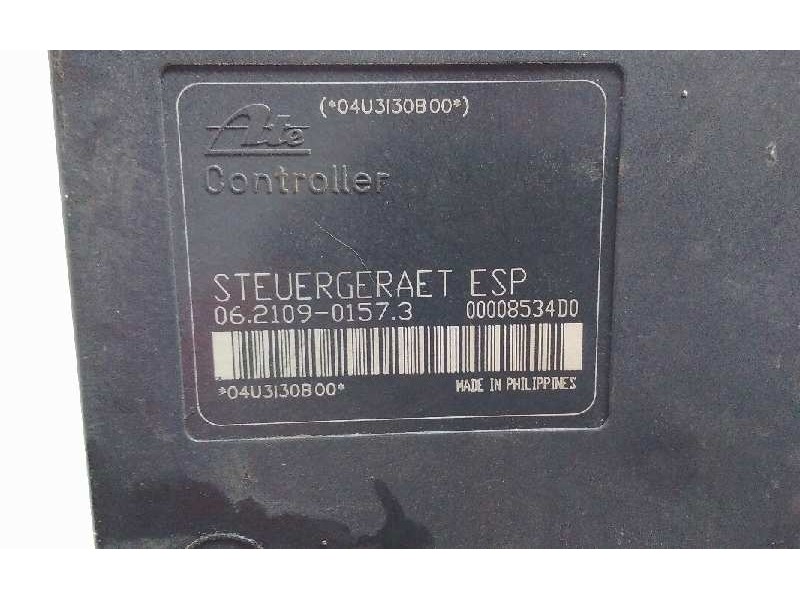 (*04U3130B00*)
Ate
Controller
STEUERGERAET ESP
06.2109-0157.3 00008534D0
*04U3130B00*
MADE IN PHILIPPINES